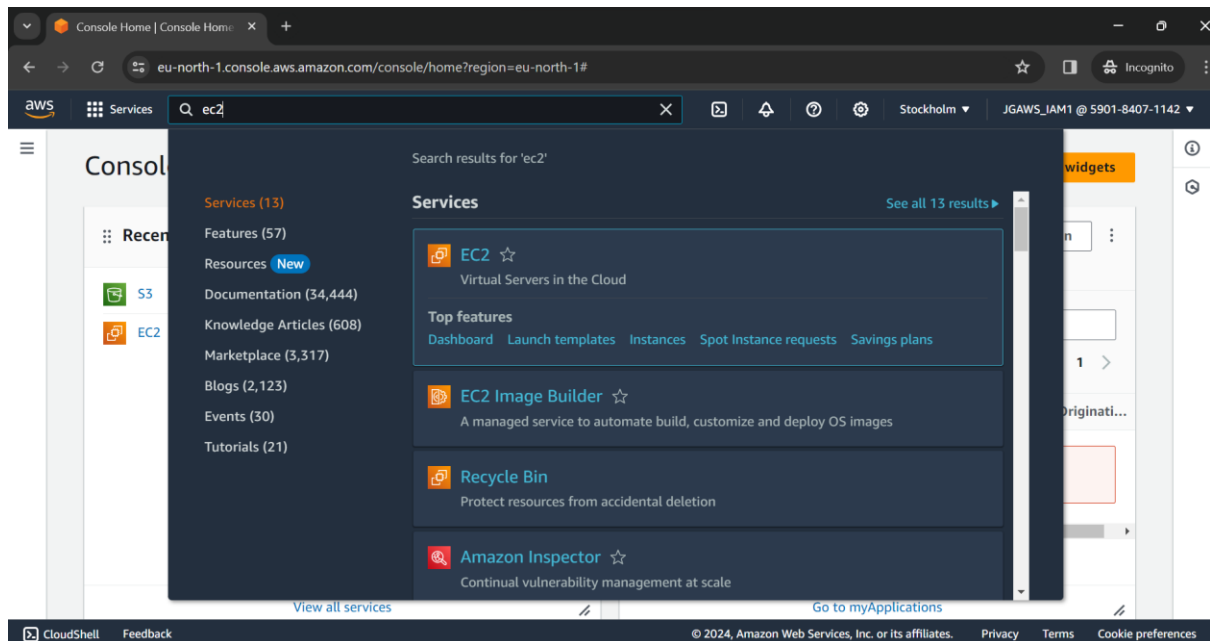 Console Home | Console Home
eu-north-1.console.aws.amazon.com/console/home?region=eu-north-1#
Incognito
aws
Services
ec2
Stockholm
JGAWS_IAM1 @ 5901-8407-1142
Consol
widgets
Search results for 'ec2'
Services (13)
Features (57)
Resources New
Documentation (34,444)
Knowledge Articles (608)
Marketplace (3,317)
Blogs (2,123)
Events (30)
Tutorials (21)
Services
See all 13 results
EC2
Virtual Servers in the Cloud
Top features
Dashboard Launch templates Instances Spot Instance requests Savings plans
EC2 Image Builder
A managed service to automate build, customize and deploy OS images
Recycle Bin
Protect resources from accidental deletion
Amazon Inspector
Continual vulnerability management at scale
Recen
S3
EC2
n
1
Originati...
View all services
Go to myApplications
CloudShell Feedback
© 2024, Amazon Web Services, Inc. or its affiliates. Privacy Terms Cookie preferences